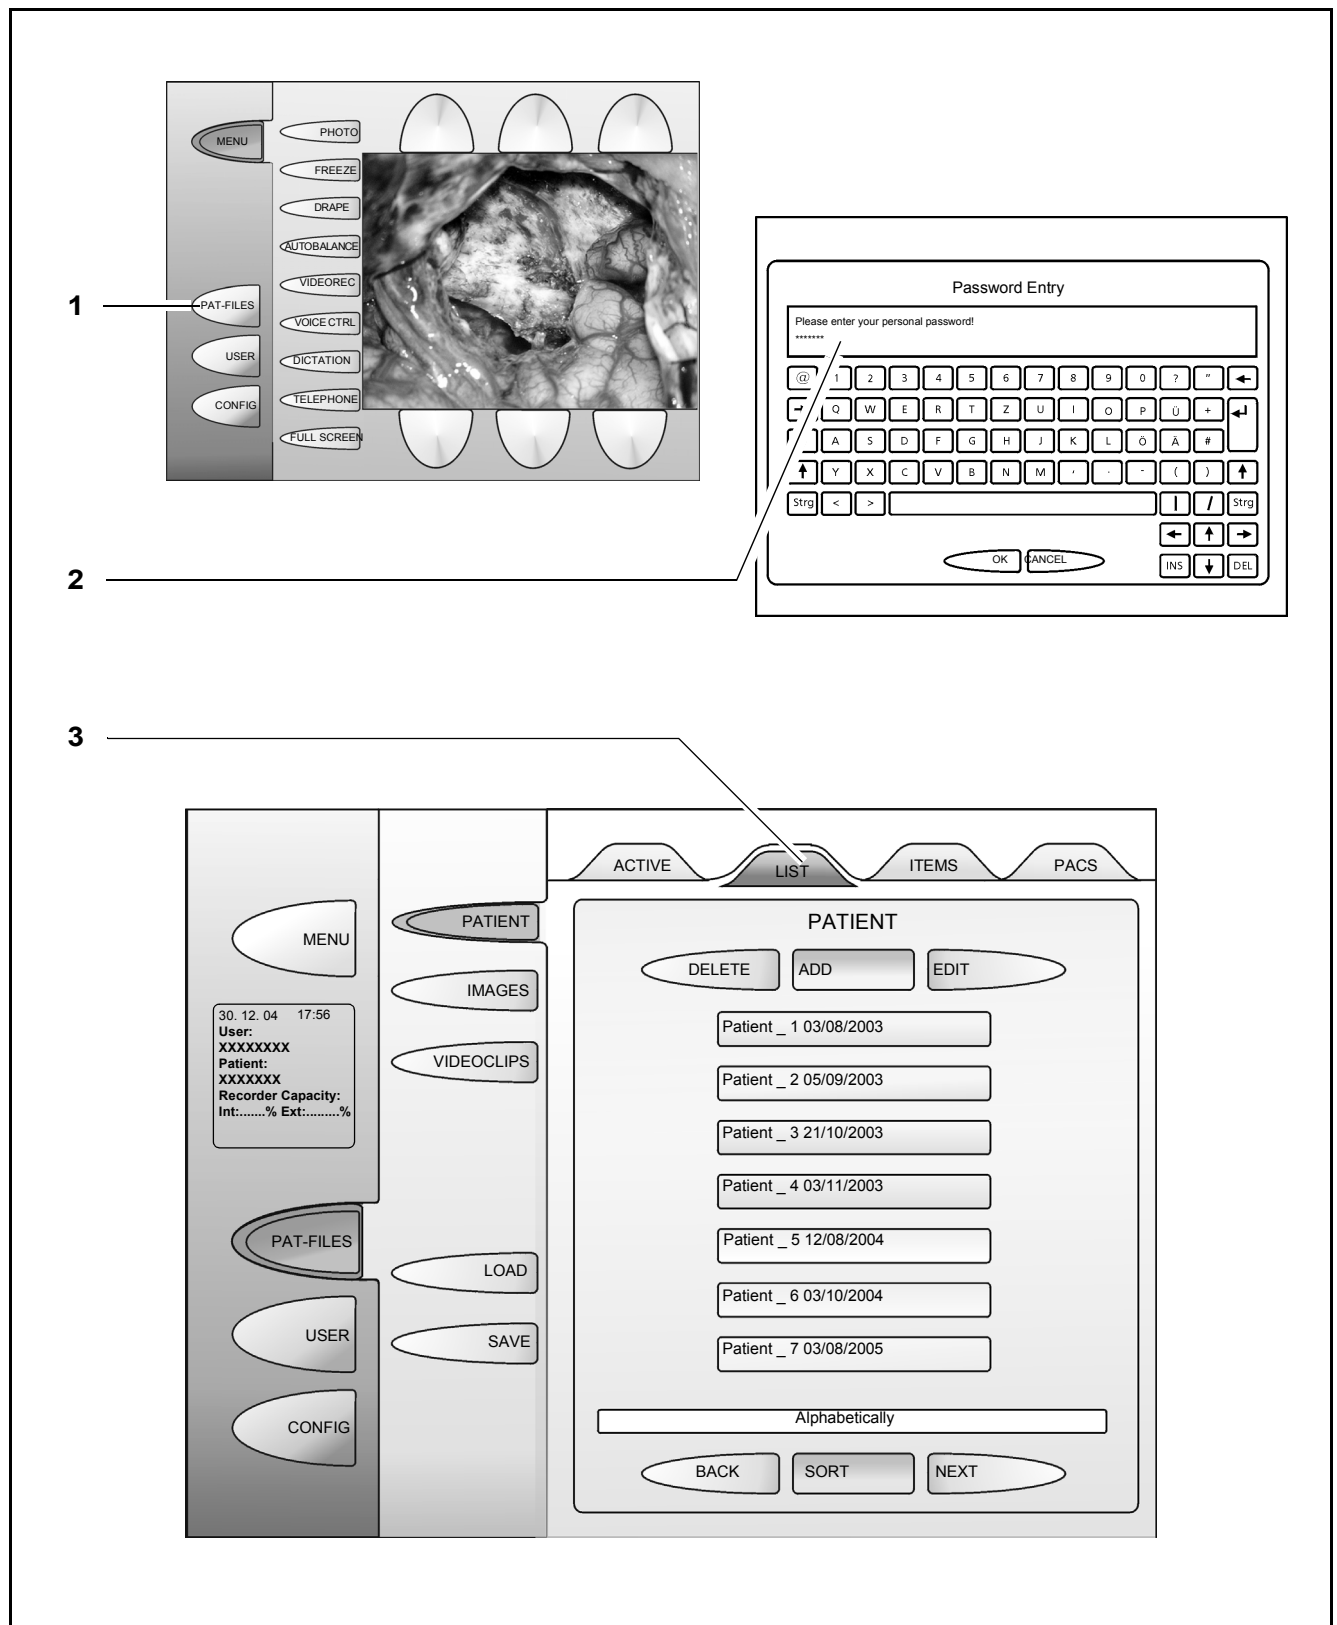 1
MENU
PAT-FILES
USER
CONFIG
PHOTO
FREEZE
DRAPE
AUTOBALANCE
VIDEOREC
VOICE CTRL
DICTATION
TELEPHONE
FULL SCREEN
2
Password Entry
Please enter your personal password!
*******
@ 1 2 3 4 5 6 7 8 9 0 ? "
Q W E R T Z U I O P Ü +
A S D F G H J K L Ö Ä #
Y X C V B N M , . - ( )
Strg < > | / Strg
OK CANCEL
INS DEL
3
ACTIVE LIST ITEMS PACS
MENU
30. 12. 04 17:56
User:
XXXXXXXX
Patient:
XXXXXXX
Recorder Capacity:
Int:.......% Ext:.........%
PAT-FILES
USER
CONFIG
PATIENT
IMAGES
VIDEOCLIPS
LOAD
SAVE
PATIENT
DELETE ADD EDIT
Patient _ 1 03/08/2003
Patient _ 2 05/09/2003
Patient _ 3 21/10/2003
Patient _ 4 03/11/2003
Patient _ 5 12/08/2004
Patient _ 6 03/10/2004
Patient _ 7 03/08/2005
Alphabetically
BACK SORT NEXT